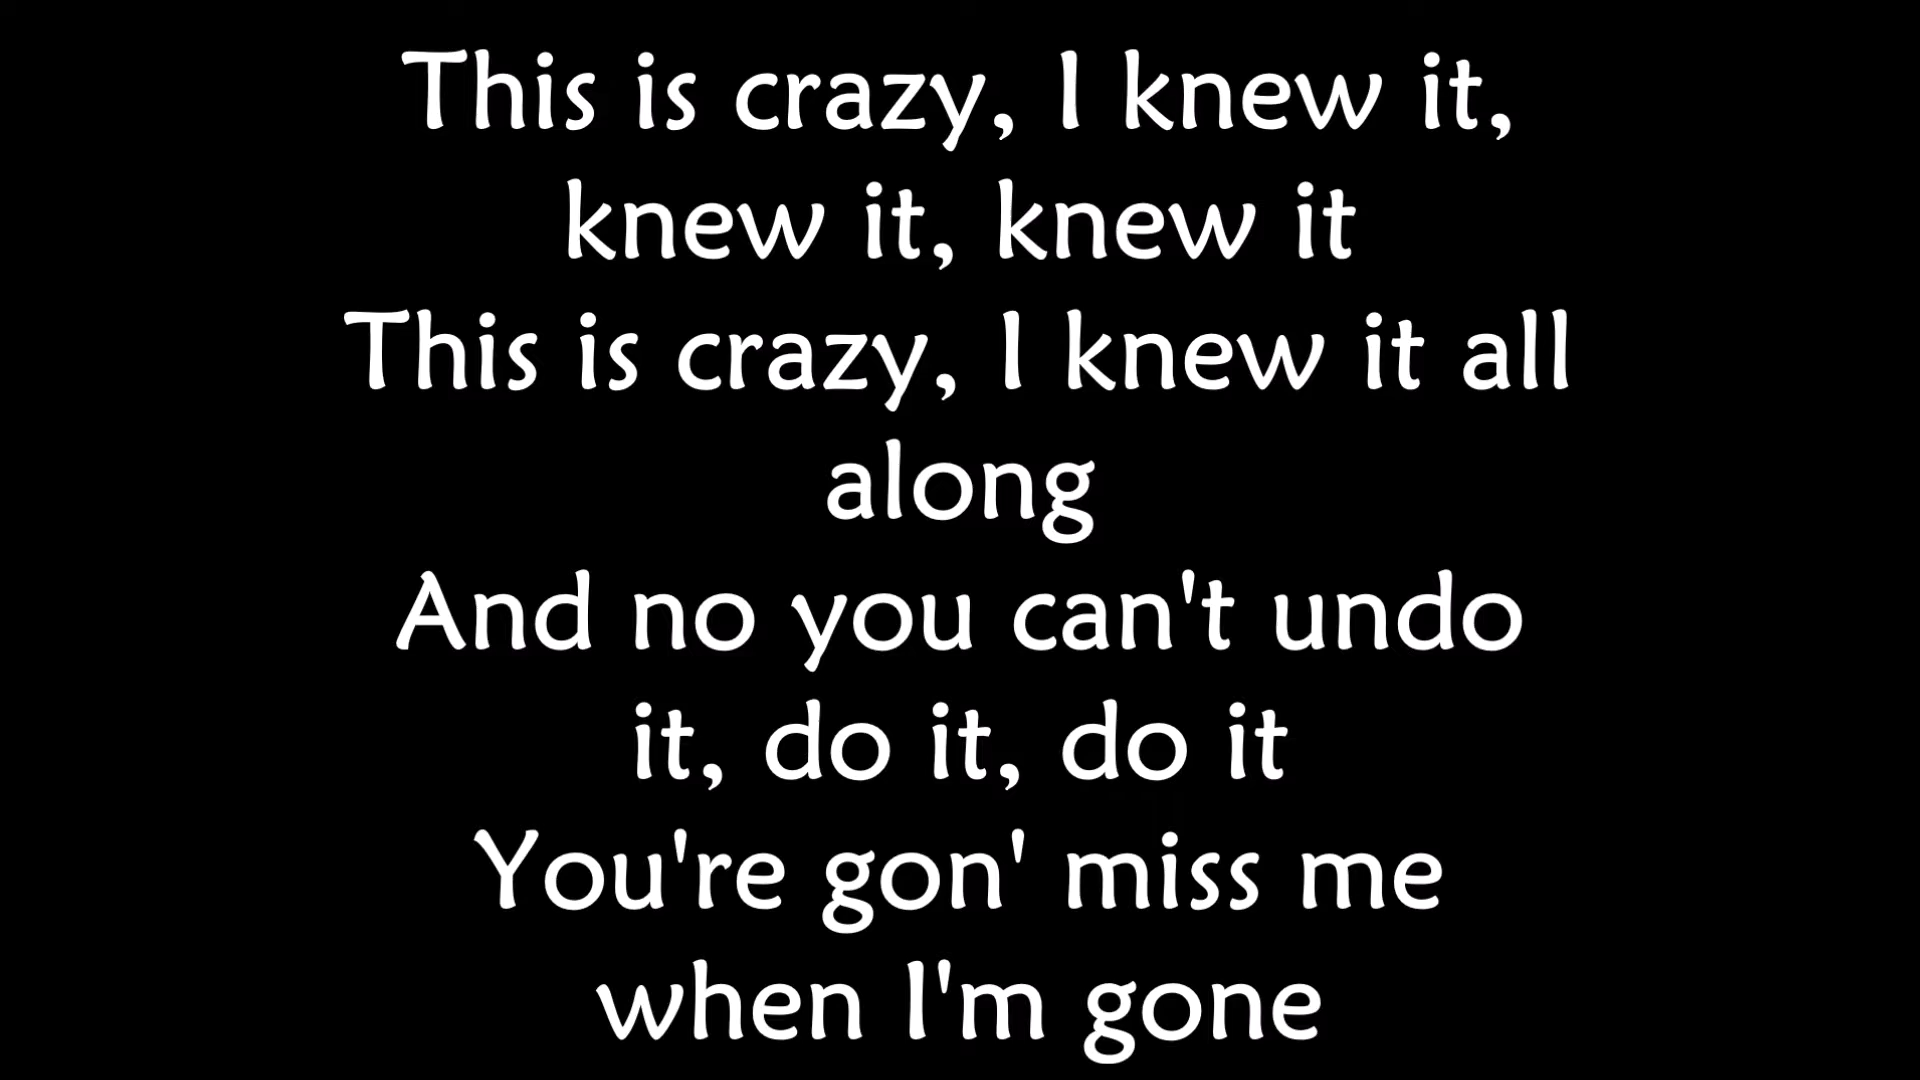 This is crazy, I knew it,
knew it, knew it
This is crazy, I knew it all
along
And no you can't undo
it, do it, do it
You're gon' miss me
when I'm gone